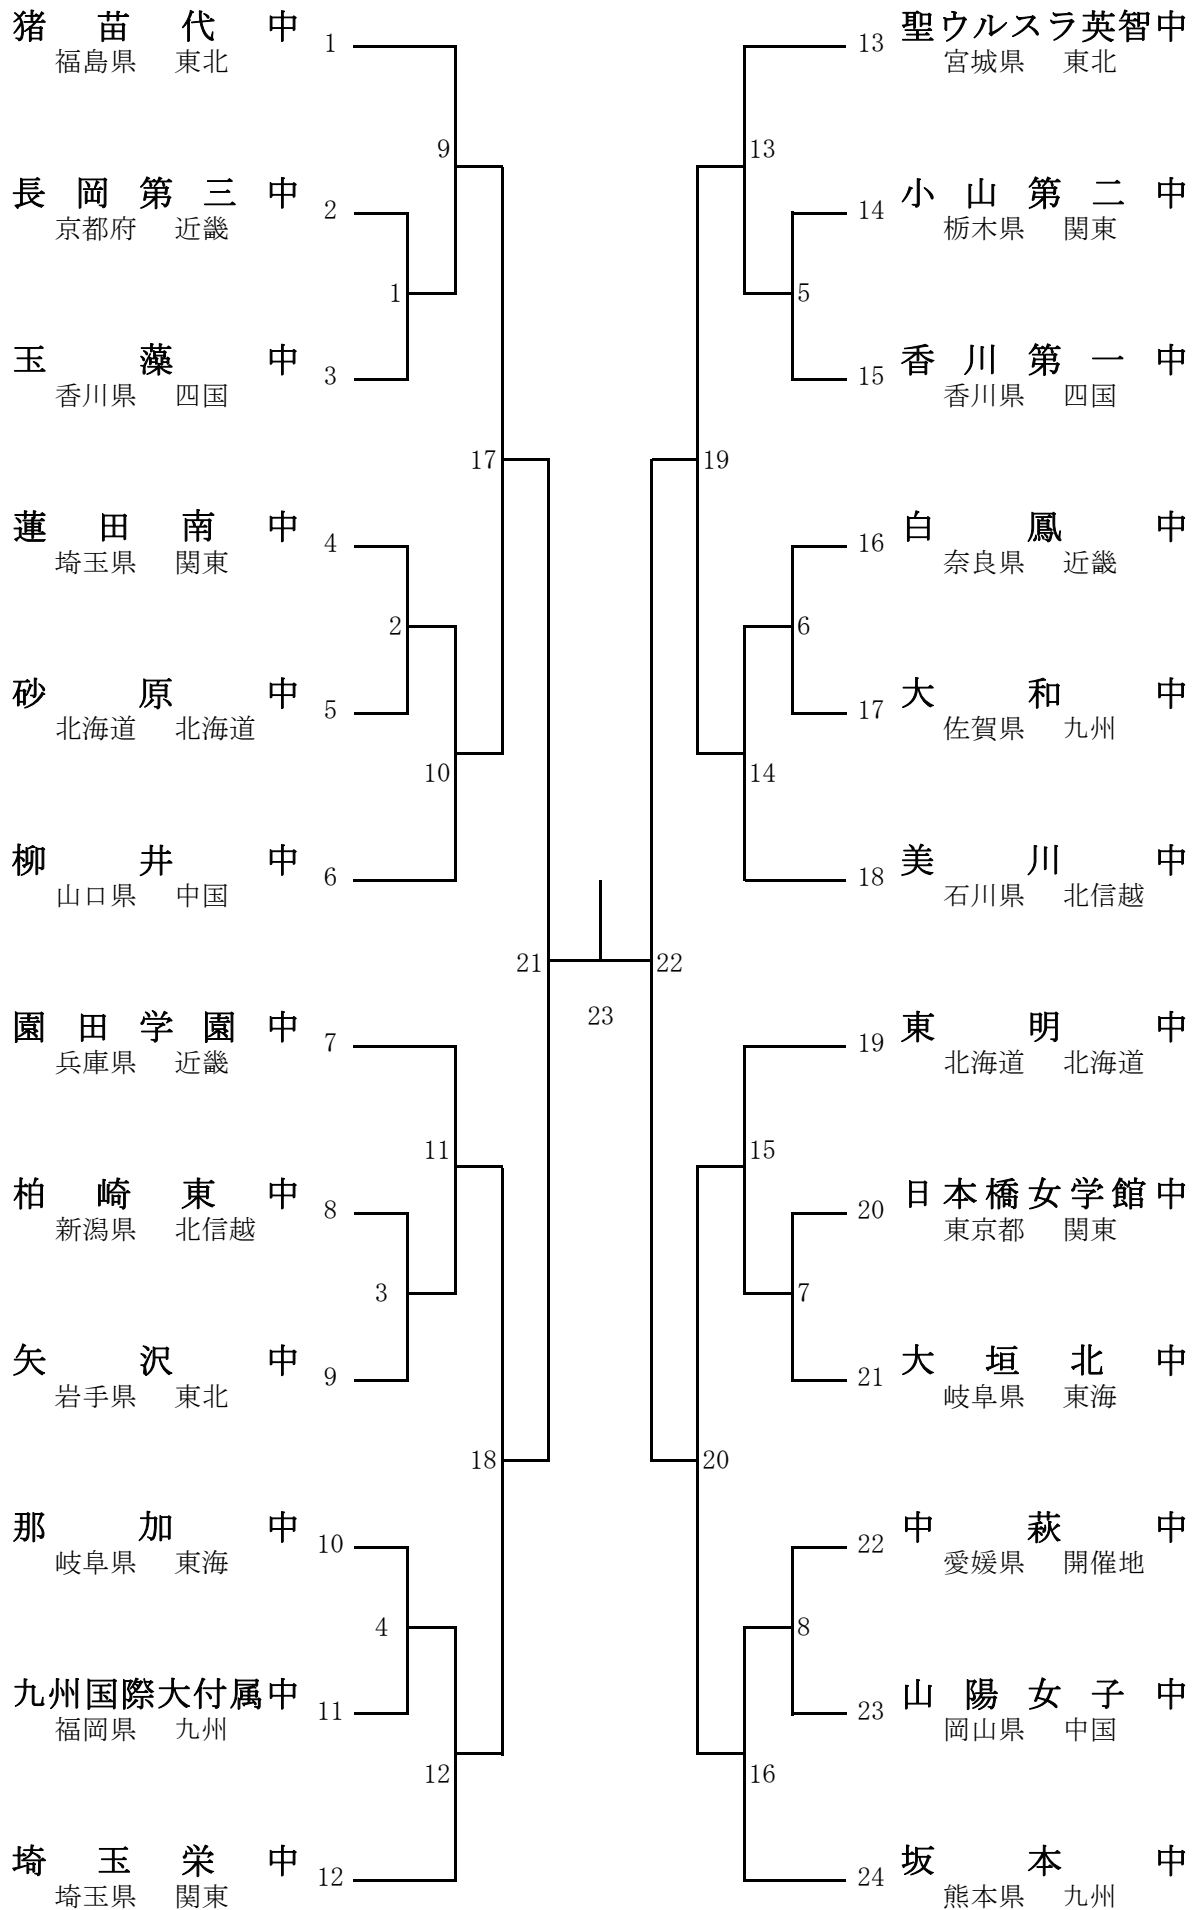 猪苗代中 1
福島県 東北
9
長岡第三中 2
京都府 近畿
1
玉藻中 3
香川県 四国
17
蓮田南中 4
埼玉県 関東
2
砂原中 5
北海道 北海道
10
柳井中 6
山口県 中国
21
園田学園中 7
兵庫県 近畿
11
柏崎東中 8
新潟県 北信越
3
矢沢中 9
岩手県 東北
18
那加中 10
岐阜県 東海
4
九州国際大付属中 11
福岡県 九州
12
埼玉栄中 12
埼玉県 関東
23
13 聖ウルスラ英智中
宮城県 東北
13
14 小山第二中
栃木県 関東
5
15 香川第一中
香川県 四国
19
16 白鳳中
奈良県 近畿
6
17 大和中
佐賀県 九州
14
18 美川中
石川県 北信越
22
19 東明中
北海道 北海道
15
20 日本橋女学館中
東京都 関東
7
21 大垣北中
岐阜県 東海
20
22 中萩中
愛媛県 開催地
8
23 山陽女子中
岡山県 中国
16
24 坂本中
熊本県 九州